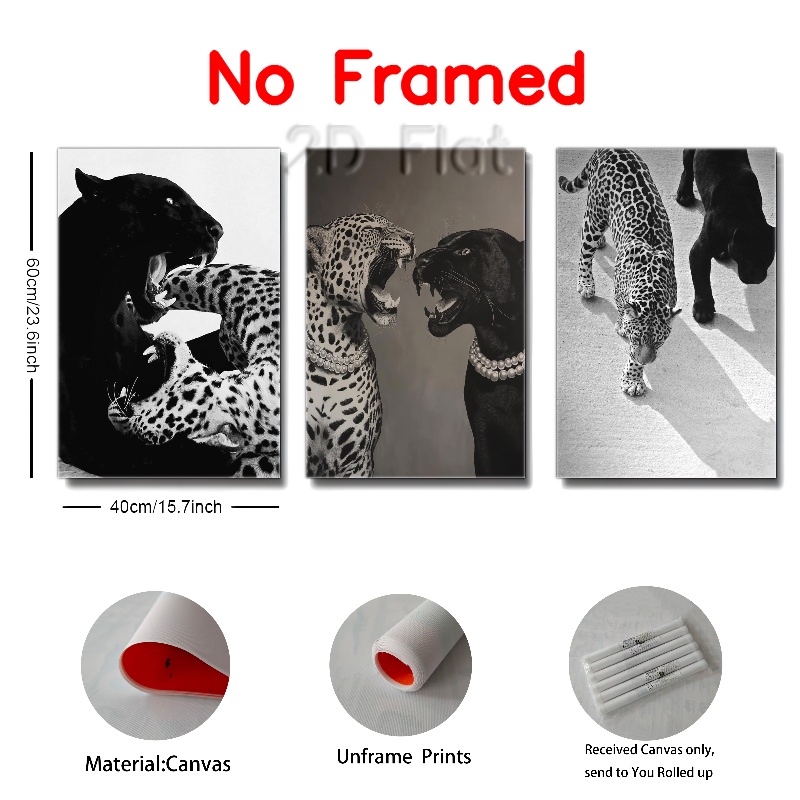 No Framed
2D Flat
60cm/23.6inch
40cm/15.7inch
Material:Canvas
Unframe Prints
Received Canvas only,
send to You Rolled up